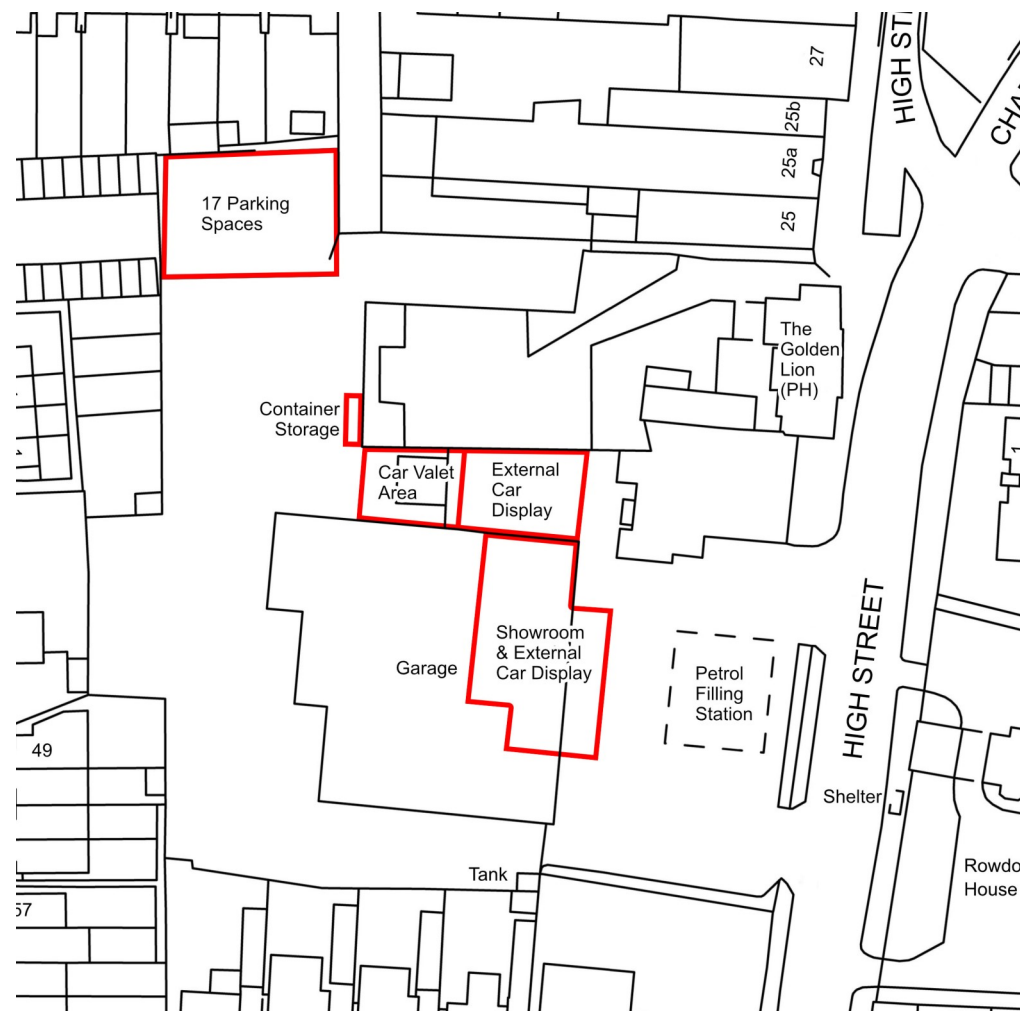 27
HIGH ST
25b
25a
17 Parking
Spaces
25
The
Golden
Lion
(PH)
Container
Storage
Car Valet
Area
External
Car
Display
1
Showroom
& External
Car Display
Garage
Petrol
Filling
Station
HIGH STREET
49
Shelter
Tank
Rowdo
House
57